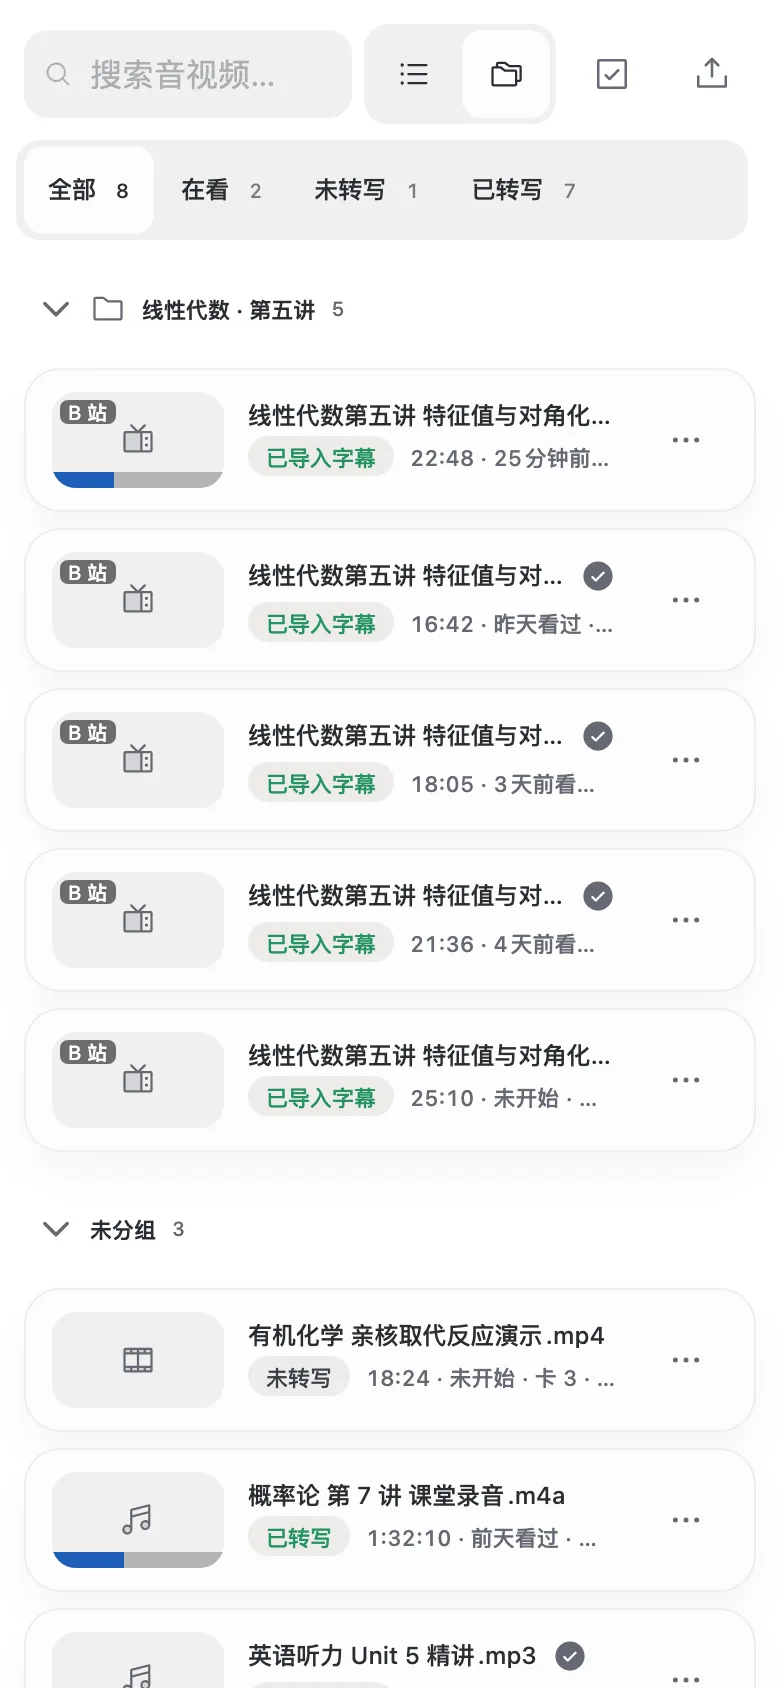 搜索音视频...
全部 8 在看 2 未转写 1 已转写 7
线性代数 · 第五讲 5
B 站
线性代数第五讲 特征值与对角化...
已导入字幕 22:48 · 25分钟前...
B 站
线性代数第五讲 特征值与对...
已导入字幕 16:42 · 昨天看过 ·...
B 站
线性代数第五讲 特征值与对...
已导入字幕 18:05 · 3天前看...
B 站
线性代数第五讲 特征值与对...
已导入字幕 21:36 · 4天前看...
B 站
线性代数第五讲 特征值与对角化...
已导入字幕 25:10 · 未开始 · ...
未分组 3
有机化学 亲核取代反应演示.mp4
未转写 18:24 · 未开始 · 卡 3 · ...
概率论 第 7 讲 课堂录音.m4a
已转写 1:32:10 · 前天看过 · ...
英语听力 Unit 5 精讲.mp3